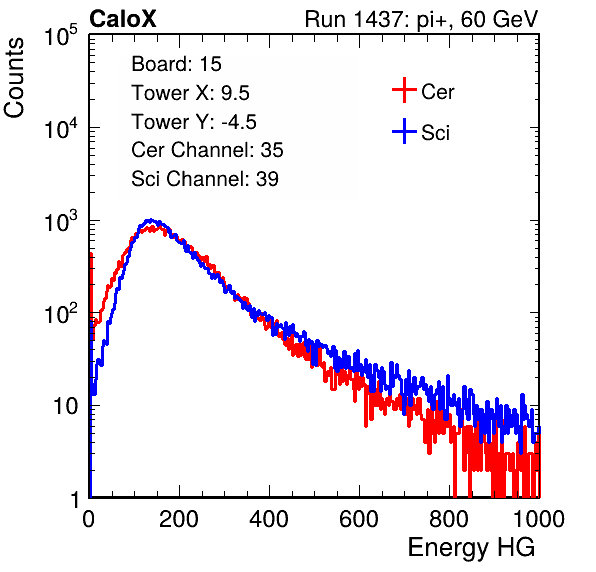 CaloX Run 1437: pi+, 60 GeV
Counts
10^5
Board: 15
Tower X: 9.5
Tower Y: -4.5
Cer Channel: 35
Sci Channel: 39
Cer
Sci
10^4
10^3
10^2
10
1
0 200 400 600 800 1000
Energy HG